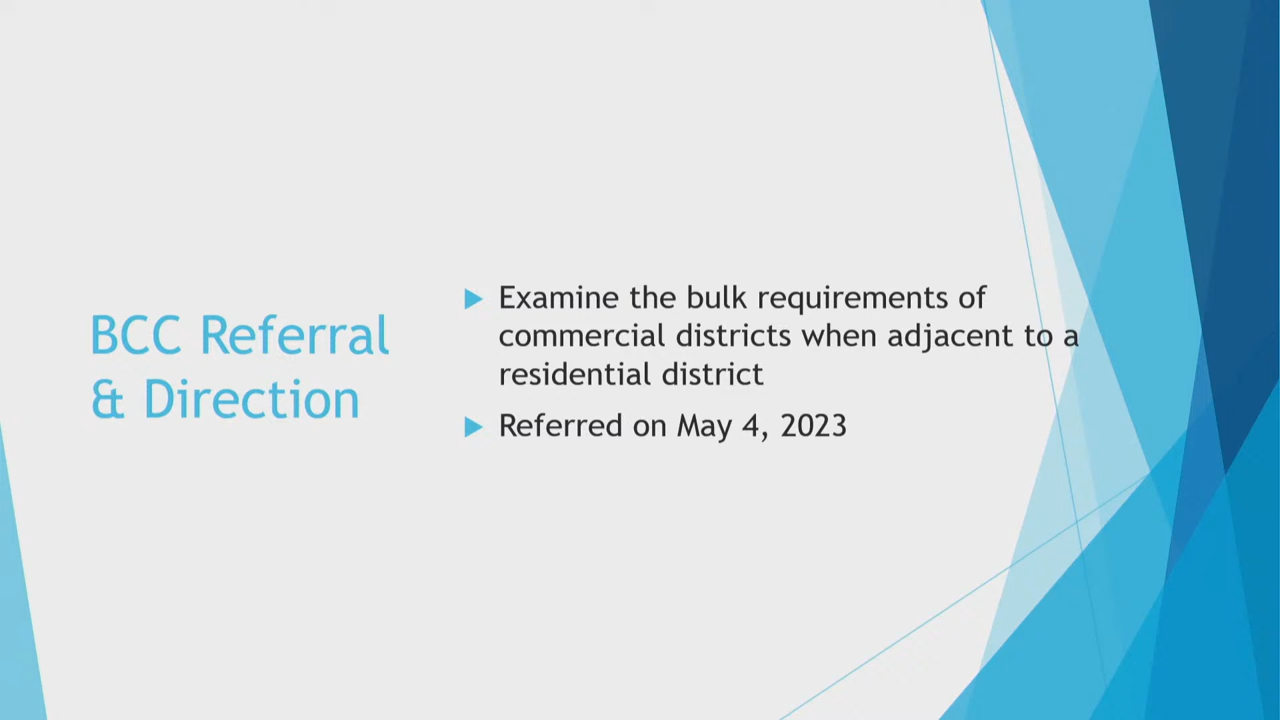 BCC Referral
& Direction
Examine the bulk requirements of
commercial districts when adjacent to a
residential district
Referred on May 4, 2023